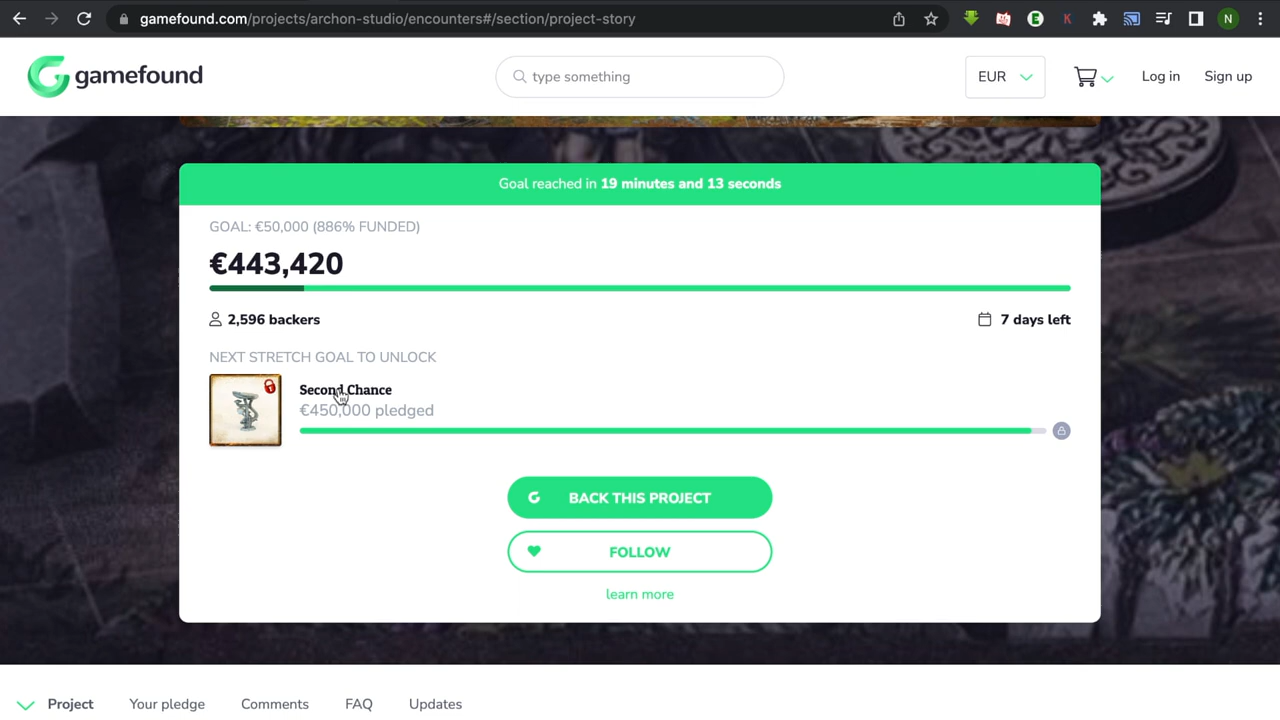 gamefound.com/projects/archon-studio/encounters#/section/project-story
K
N
gamefound
type something
EUR
Log in
Sign up
Goal reached in 19 minutes and 13 seconds
GOAL: €50,000 (886% FUNDED)
€443,420
2,596 backers
7 days left
NEXT STRETCH GOAL TO UNLOCK
Second Chance
€450,000 pledged
BACK THIS PROJECT
FOLLOW
learn more
Project
Your pledge
Comments
FAQ
Updates